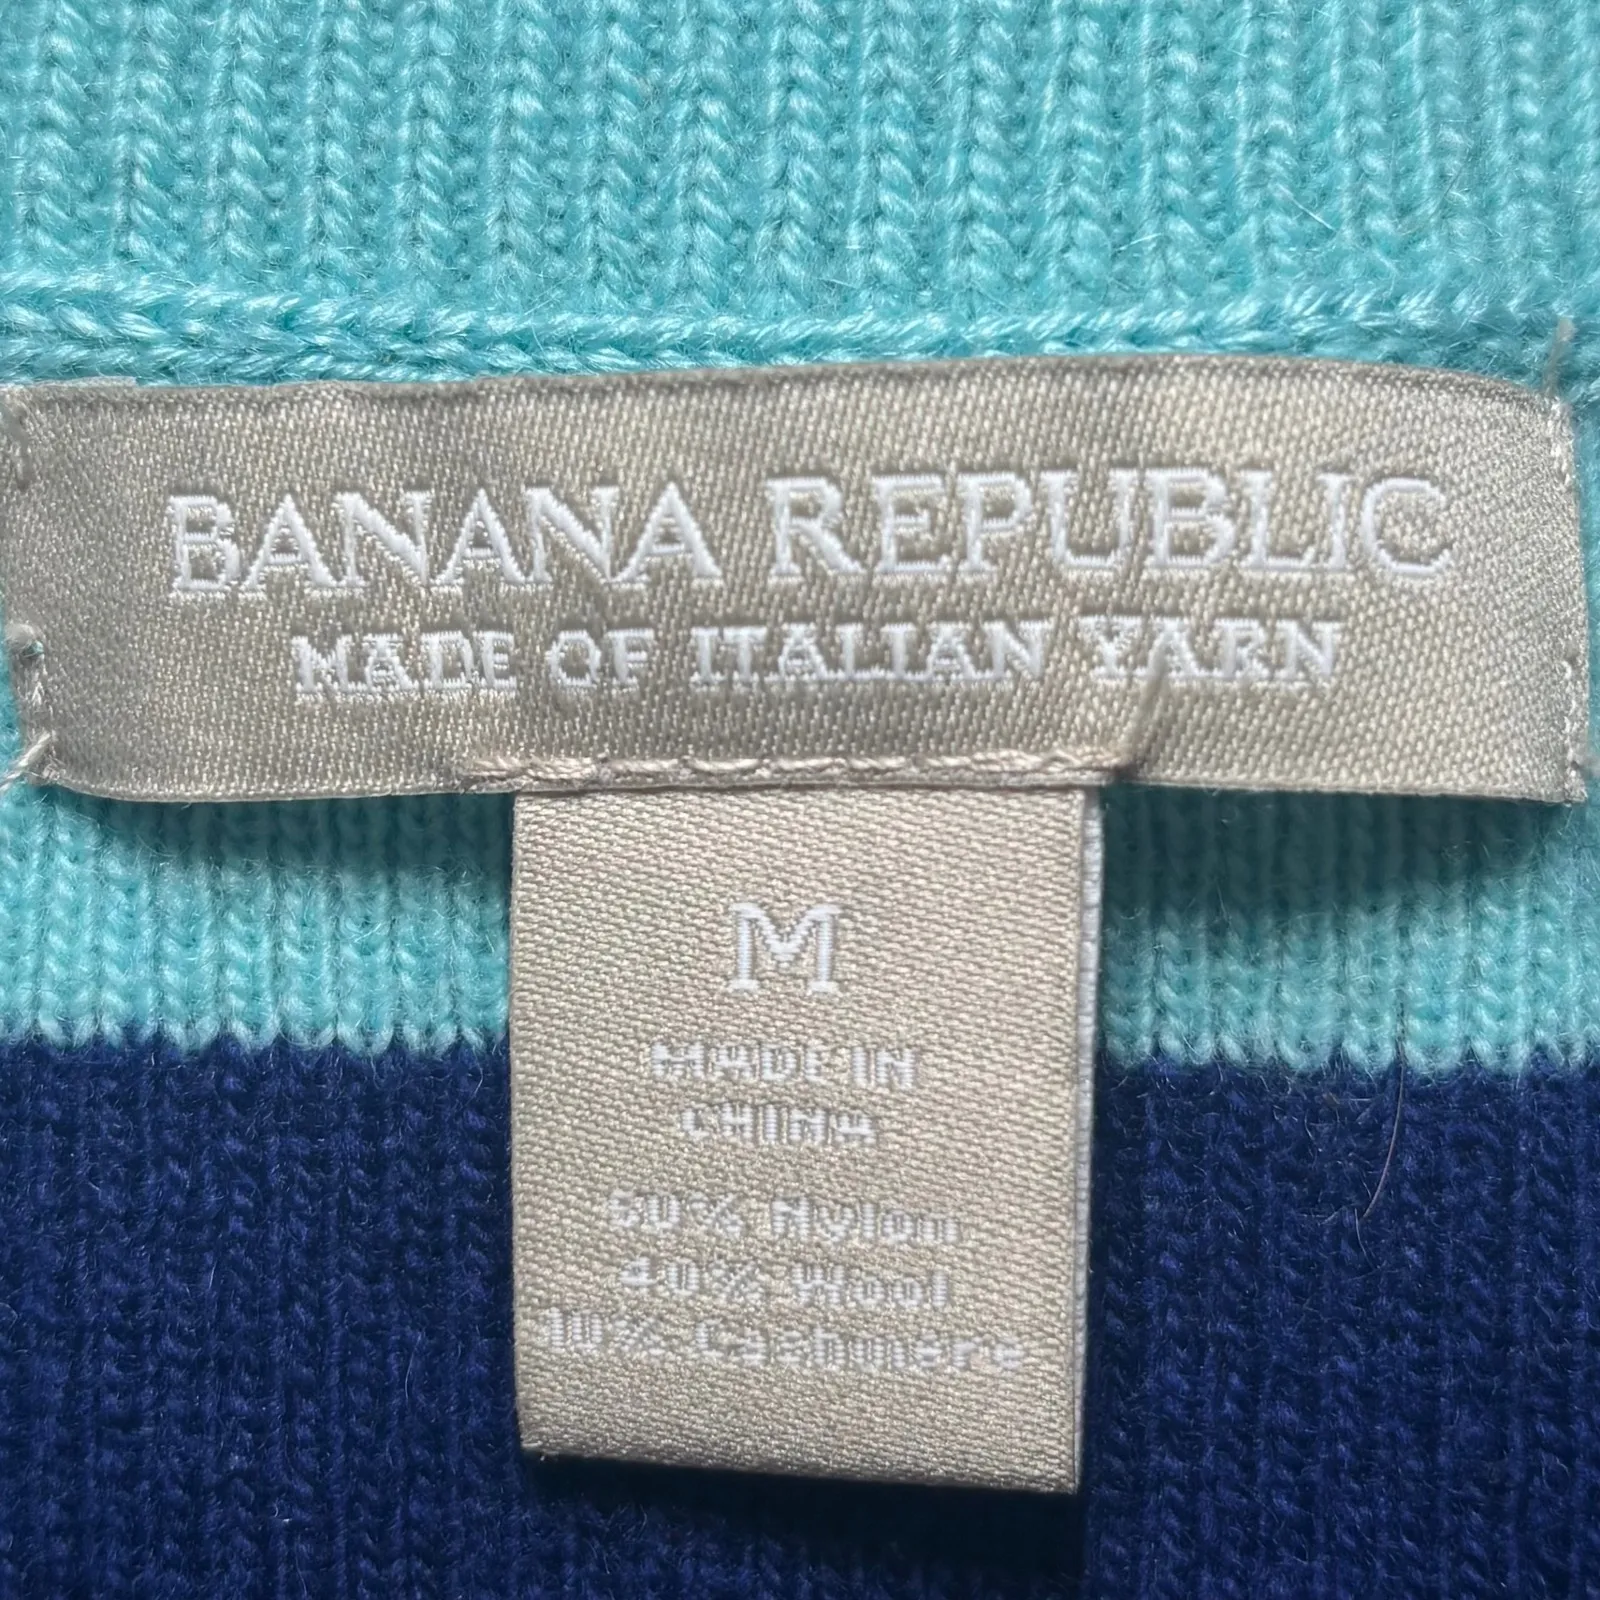 BANANA REPUBLIC
MADE OF ITALIAN YARN
M
MADE IN
CHINA
50% Nylon
40% Wool
10% Cashmere